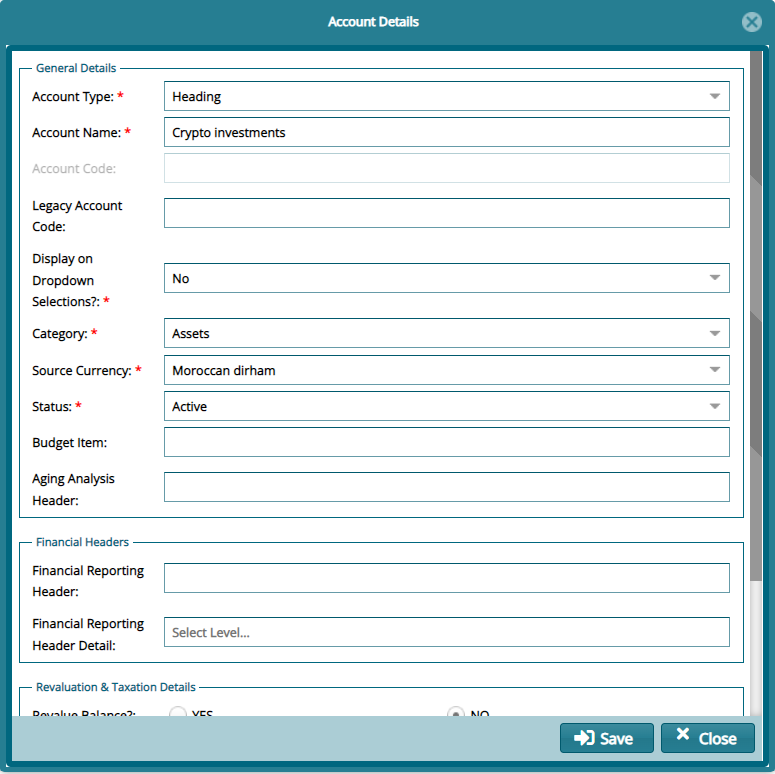 Account Details
General Details
Account Type: *
Heading
Account Name: *
Crypto investments
Account Code:
Legacy Account
Code:
Display on
Dropdown
Selections?: *
No
Category: *
Assets
Source Currency: *
Moroccan dirham
Status: *
Active
Budget Item:
Aging Analysis
Header:
Financial Headers
Financial Reporting
Header:
Financial Reporting
Header Detail:
Select Level...
Revaluation & Taxation Details
Revalue Balance?:
YES
NO
Save
Close